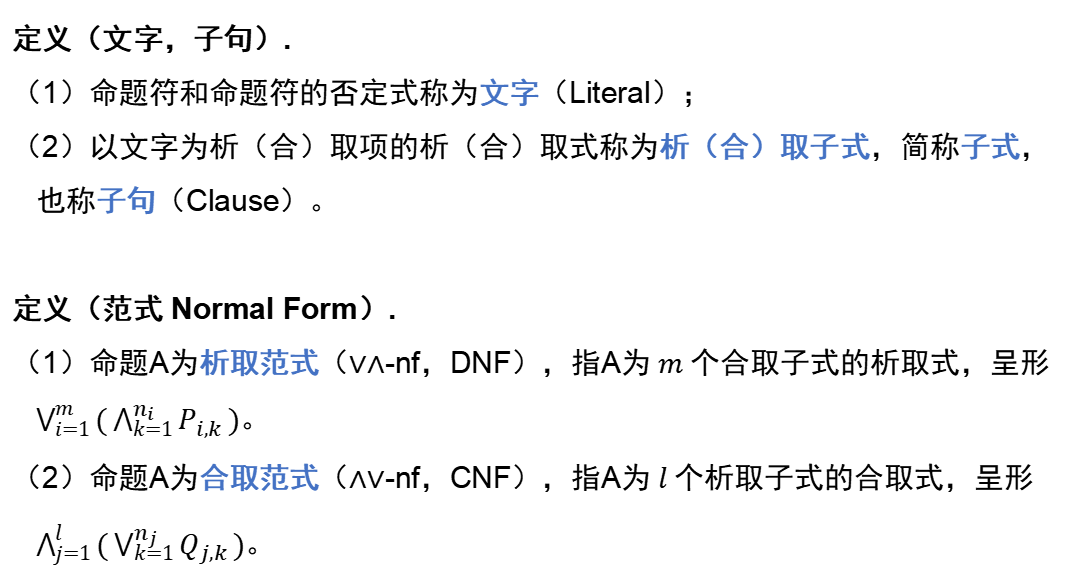 定义（文字，子句）.
（1）命题符和命题符的否定式称为文字（Literal）；
（2）以文字为析（合）取项的析（合）取式称为析（合）取子式，简称子式，
也称子句（Clause）。
定义（范式 Normal Form）.
（1）命题A为析取范式（∨∧-nf，DNF），指A为 𝑚 个合取子式的析取式，呈形
⋁_{i=1}^{m} ( ⋀_{k=1}^{n_i} P_{i,k} )。
（2）命题A为合取范式（∧∨-nf，CNF），指A为 𝑙 个析取子式的合取式，呈形
⋀_{j=1}^{l} ( ⋁_{k=1}^{n_j} Q_{j,k} )。